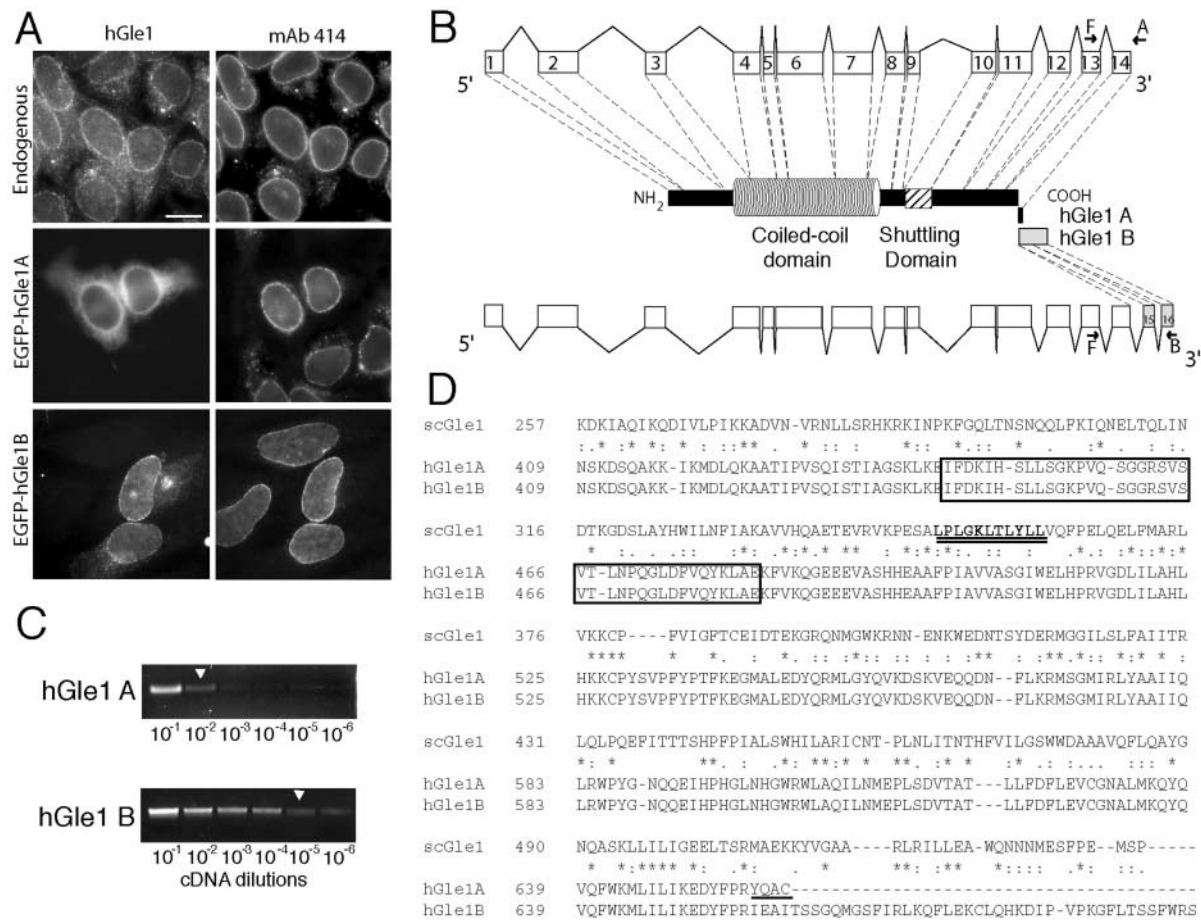 A
hGle1
mAb 414
Endogenous
EGFP-hGle1A
EGFP-hGle1B
B
F
A
5'
1 2 3 4 5 6 7 8 9 10 11 12 13 14
3'
NH2
COOH
hGle1 A
hGle1 B
Coiled-coil
domain
Shuttling
Domain
15 16
5'
F
B
3'
C
hGle1 A
10-1 10-2 10-3 10-4 10-5 10-6
hGle1 B
10-1 10-2 10-3 10-4 10-5 10-6
cDNA dilutions
D
scGle1 257 KDKIAQIKQDIVLPIKKADVN-VRNLLSRHKRKINPKFGQLTNSNQQLFKIQNELTQLIN
hGle1A 409 NSKDSQAKK-IKMDLQKAATIPVSQISTIAGSKLKEIFDKIH-SLLSGKPVQ-SGGRSVS
hGle1B 409 NSKDSQAKK-IKMDLQKAATIPVSQISTIAGSKLKEIFDKIH-SLLSGKPVQ-SGGRSVS
scGle1 316 DTKGDSLAYHWILNFIAKAVVHQAETEVRVKPESALPLGKLTLYLLVQFPELQELFMARL
hGle1A 466 VT-LNPQGLDFVQYKLAEKFVKQGEEEVASHHEAAFPIAVVASGIWELHPRVGDLILAHL
hGle1B 466 VT-LNPQGLDFVQYKLAEKFVKQGEEEVASHHEAAFPIAVVASGIWELHPRVGDLILAHL
scGle1 376 VKKCP----FVIGFTCEIDTEKGRQNMGWKRNN-ENKWEDNTSYDERMGGILSLFAIITR
hGle1A 525 HKKCPYSVPFYPTFKEGMALEDYQRMLGYQVKDSKVEQQDN--FLKRMSGMIRLYAAIIQ
hGle1B 525 HKKCPYSVPFYPTFKEGMALEDYQRMLGYQVKDSKVEQQDN--FLKRMSGMIRLYAAIIQ
scGle1 431 LQLPQEFITTTSHPFPIALSWHILARICNT-PLNLITNTHFVILGSWWDAAAVQFLQAYG
hGle1A 583 LRWPYG-NQQEIHPHGLNHGWRWLAQILNMEPLSDVTAT---LLFDFLEVCGNALMKQYQ
hGle1B 583 LRWPYG-NQQEIHPHGLNHGWRWLAQILNMEPLSDVTAT---LLFDFLEVCGNALMKQYQ
scGle1 490 NQASKLLILIGEELTSRMAEKKYVGAA----RLRILLEA-WQNNNMESFPE--MSP-----
hGle1A 639 VQFWKMLILIKEDYFPRYQAC---------------------------------------
hGle1B 639 VQFWKMLILIKEDYFPRIEAITSSGQMGSFIRLKQFLEKCLQHKDIP-VPKGFLTSSFWRS